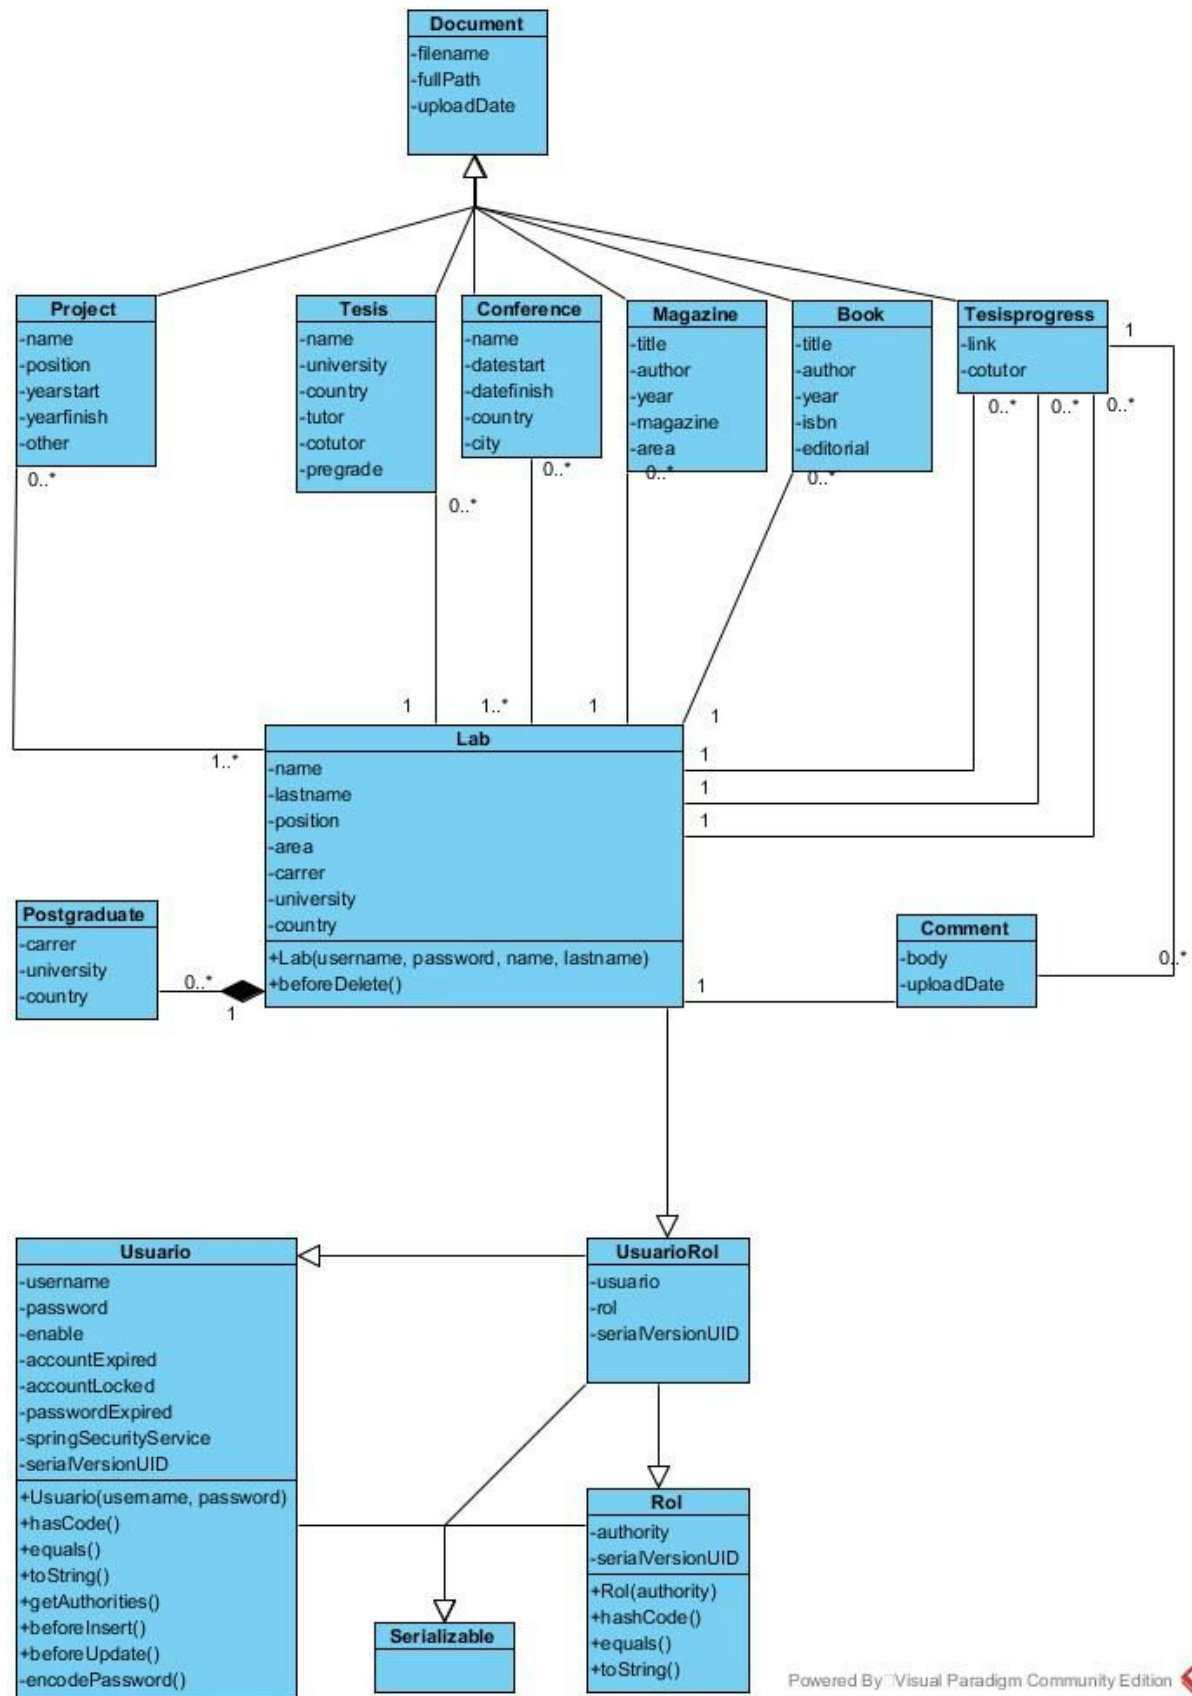 Document
-filename
-fullPath
-uploadDate
Project
-name
-position
-yearstart
-yearfinish
-other
0..*
Tesis
-name
-university
-country
-tutor
-cotutor
-pregrade
0..*
Conference
-name
-datestart
-datefinish
-country
-city
0..*
Magazine
-title
-author
-year
-magazine
-area
0..*
Book
-title
-author
-year
-isbn
-editorial
0..*
Tesisprogress
-link
-cotutor
1
0..*
0..*
0..*
1
1..*
1
1
1..*
1
1
1
Lab
-name
-lastname
-position
-area
-carrer
-university
-country
+Lab(username, password, name, lastname)
+beforeDelete()
Postgraduate
-carrer
-university
-country
0..*
1
1
Comment
-body
-uploadDate
0..*
Usuario
-username
-password
-enable
-accountExpired
-accountLocked
-passwordExpired
-springSecurityService
-serialVersionUID
+Usuario(username, password)
+hasCode()
+equals()
+toString()
+getAuthorities()
+beforeInsert()
+beforeUpdate()
-encodePassword()
UsuarioRol
-usuario
-rol
-serialVersionUID
Rol
-authority
-serialVersionUID
+Rol(authority)
+hashCode()
+equals()
+toString()
Serializable
Powered By Visual Paradigm Community Edition